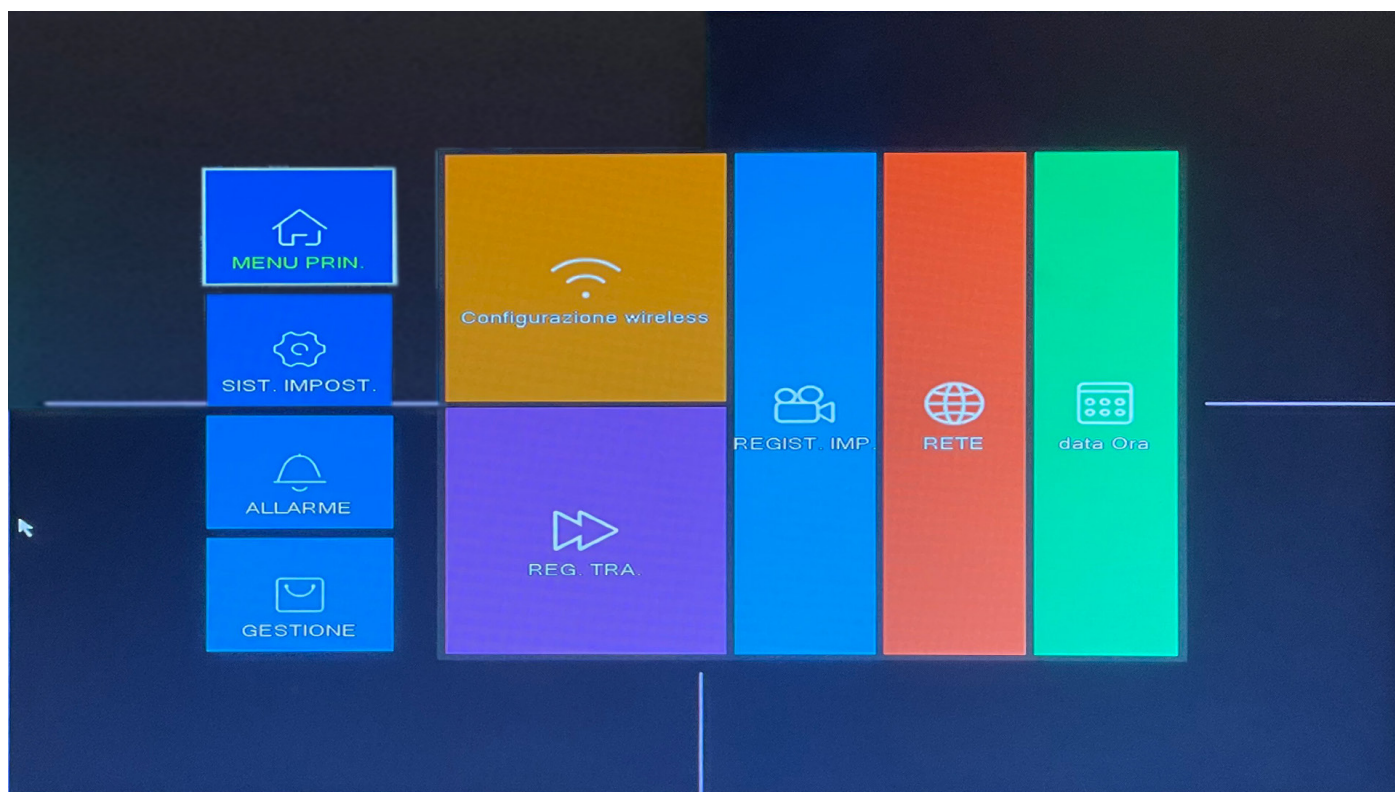 MENU PRIN.
SIST. IMPOST.
ALLARME
GESTIONE
Configurazione wireless
REG. TRA.
REGIST. IMP.
RETE
data Ora